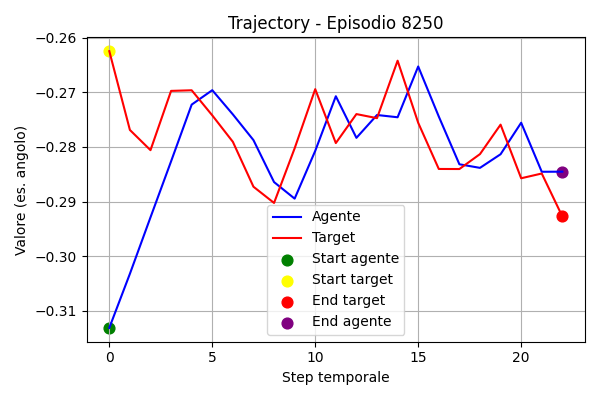 Trajectory - Episodio 8250
Valore (es. angolo)
−0.26
−0.27
−0.28
−0.29
−0.30
−0.31
Agente
Target
Start agente
Start target
End target
End agente
0 5 10 15 20
Step temporale